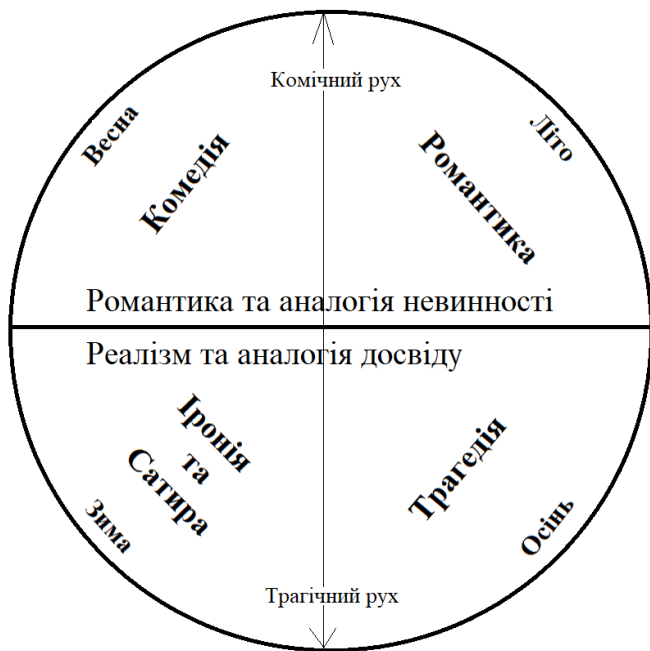 Комічний рух
Весна
Літо
Комедія
Романтика
Романтика та аналогія невинності
Реалізм та аналогія досвіду
Іронія
та
Сатира
Трагедія
Зима
Осінь
Трагічний рух